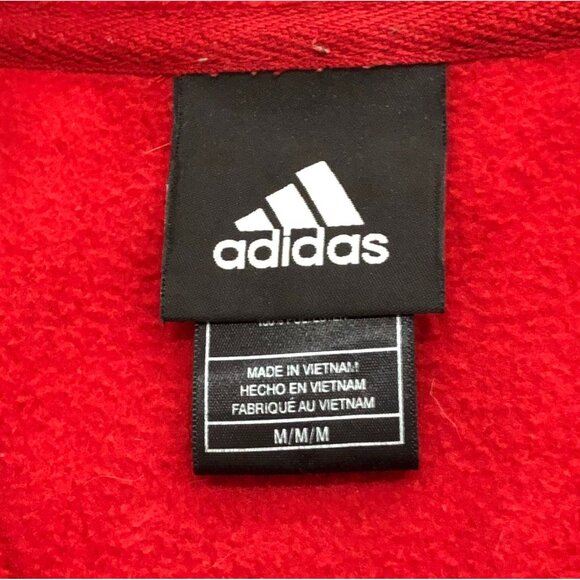 adidas
MADE IN VIETNAM
HECHO EN VIETNAM
FABRIQUÉ AU VIETNAM
M/M/M